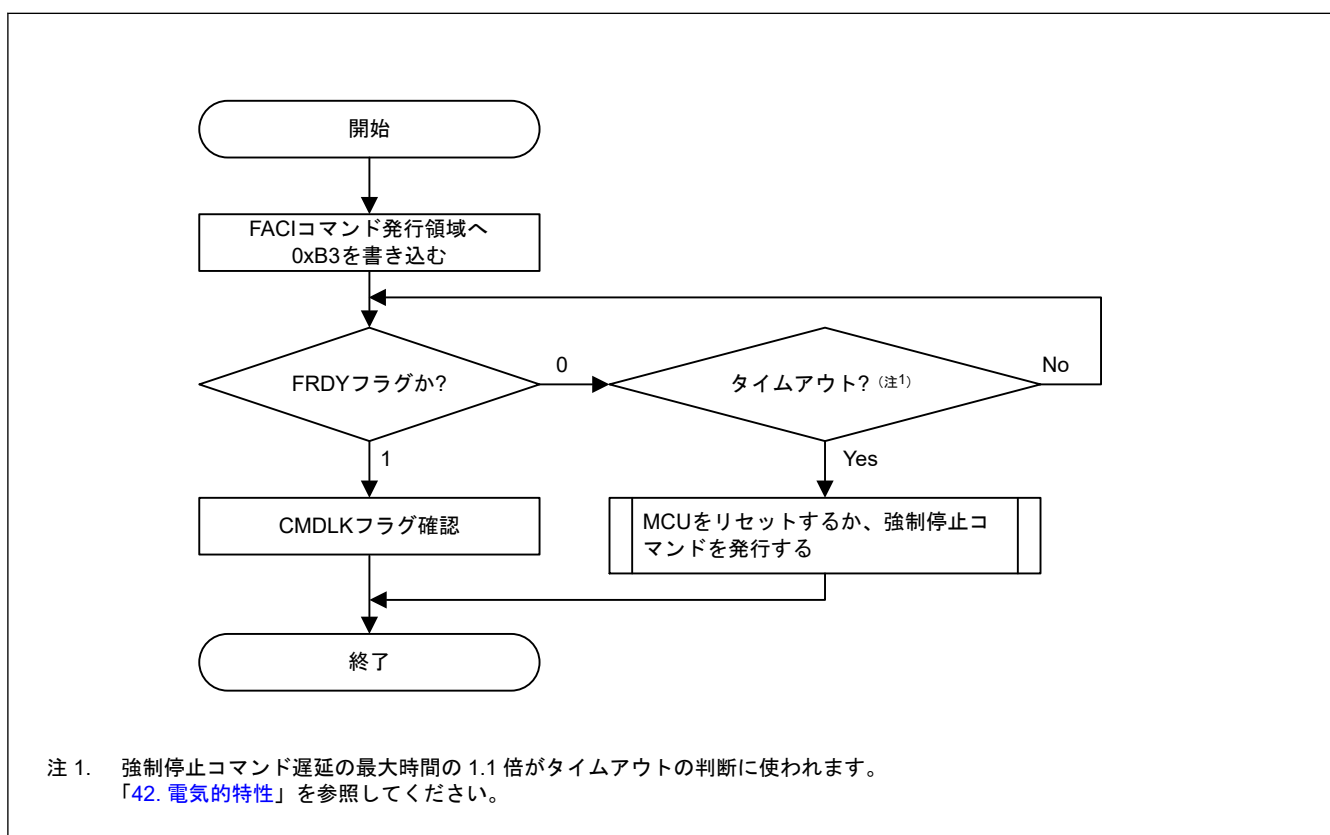 開始
FACIコマンド発行領域へ
0xB3を書き込む
FRDYフラグか?
0
タイムアウト?（注1）
No
1
Yes
CMDLKフラグ確認
MCUをリセットするか、強制停止コ
マンドを発行する
終了
注 1. 強制停止コマンド遅延の最大時間の 1.1 倍がタイムアウトの判断に使われます。
「42. 電気的特性」を参照してください。